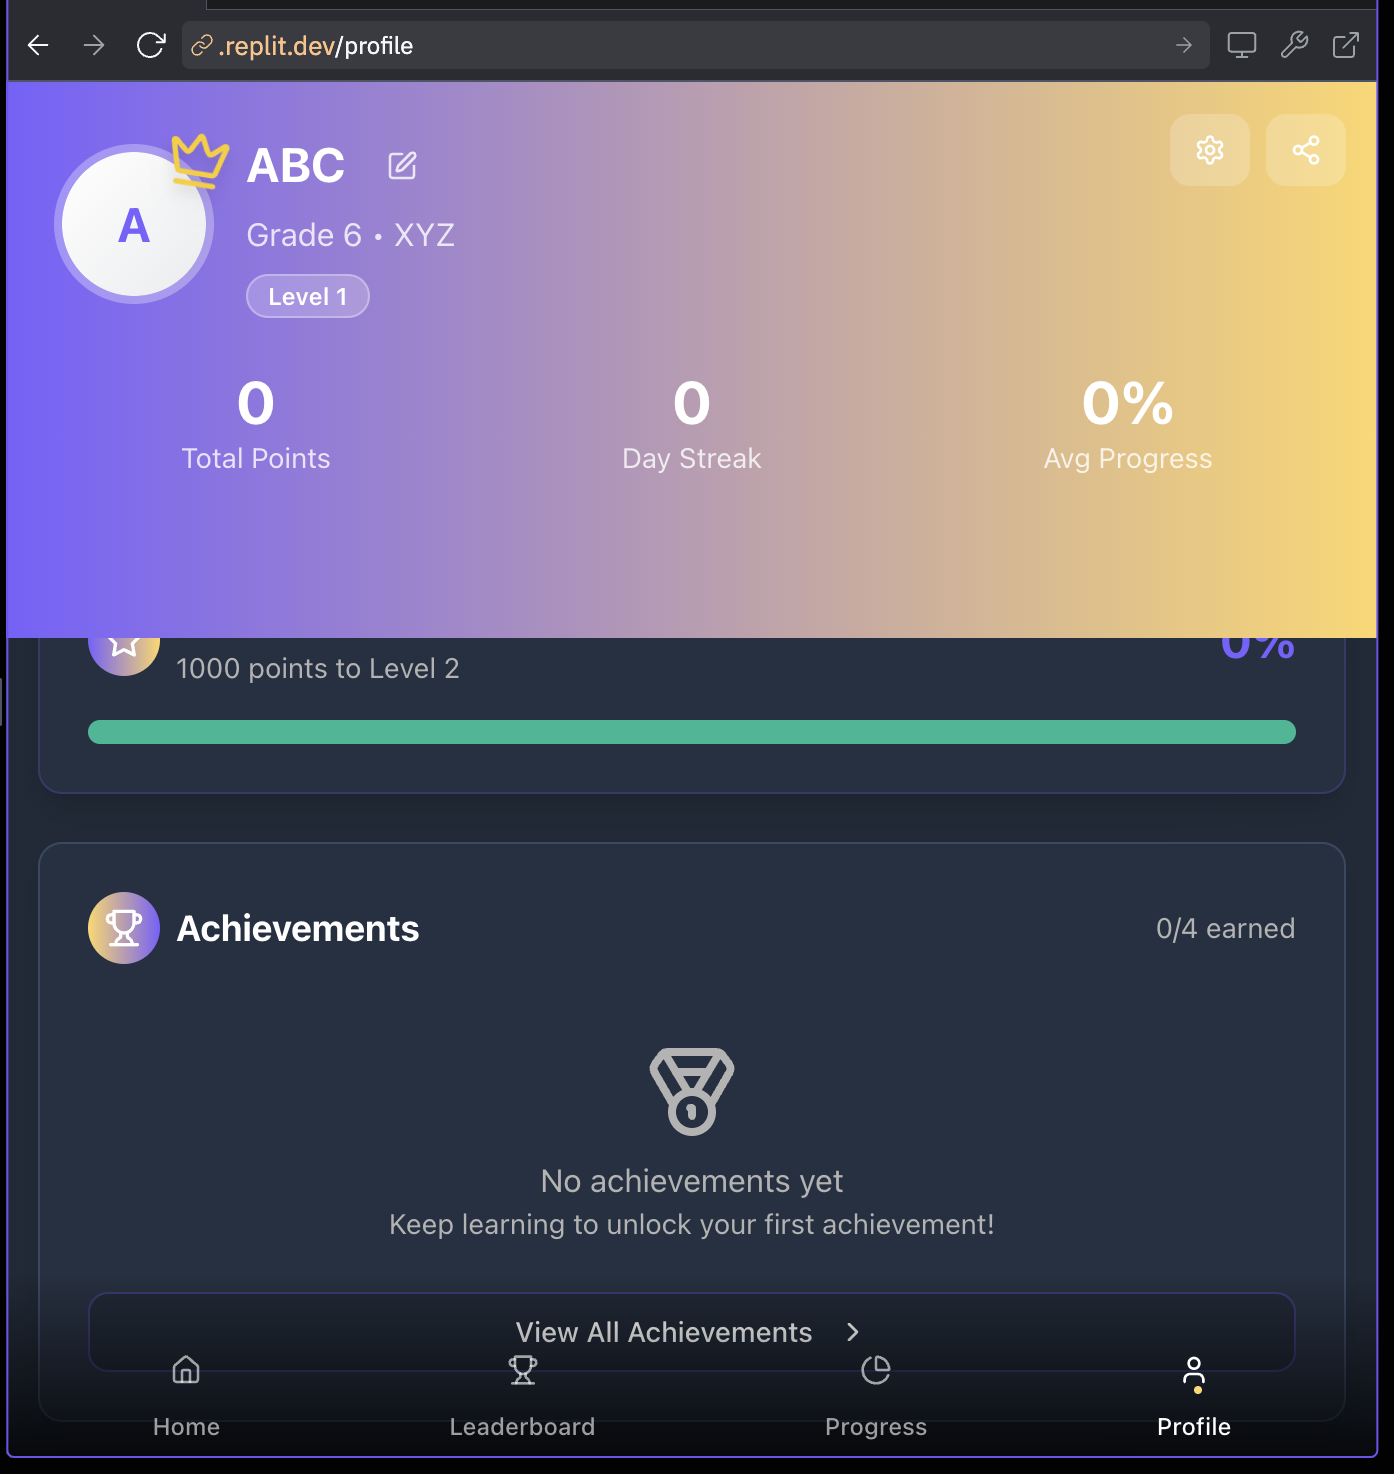 .replit.dev/profile
A
ABC
Grade 6 • XYZ
Level 1
0
Total Points
0
Day Streak
0%
Avg Progress
0%
1000 points to Level 2
Achievements
0/4 earned
No achievements yet
Keep learning to unlock your first achievement!
View All Achievements
Home
Leaderboard
Progress
Profile